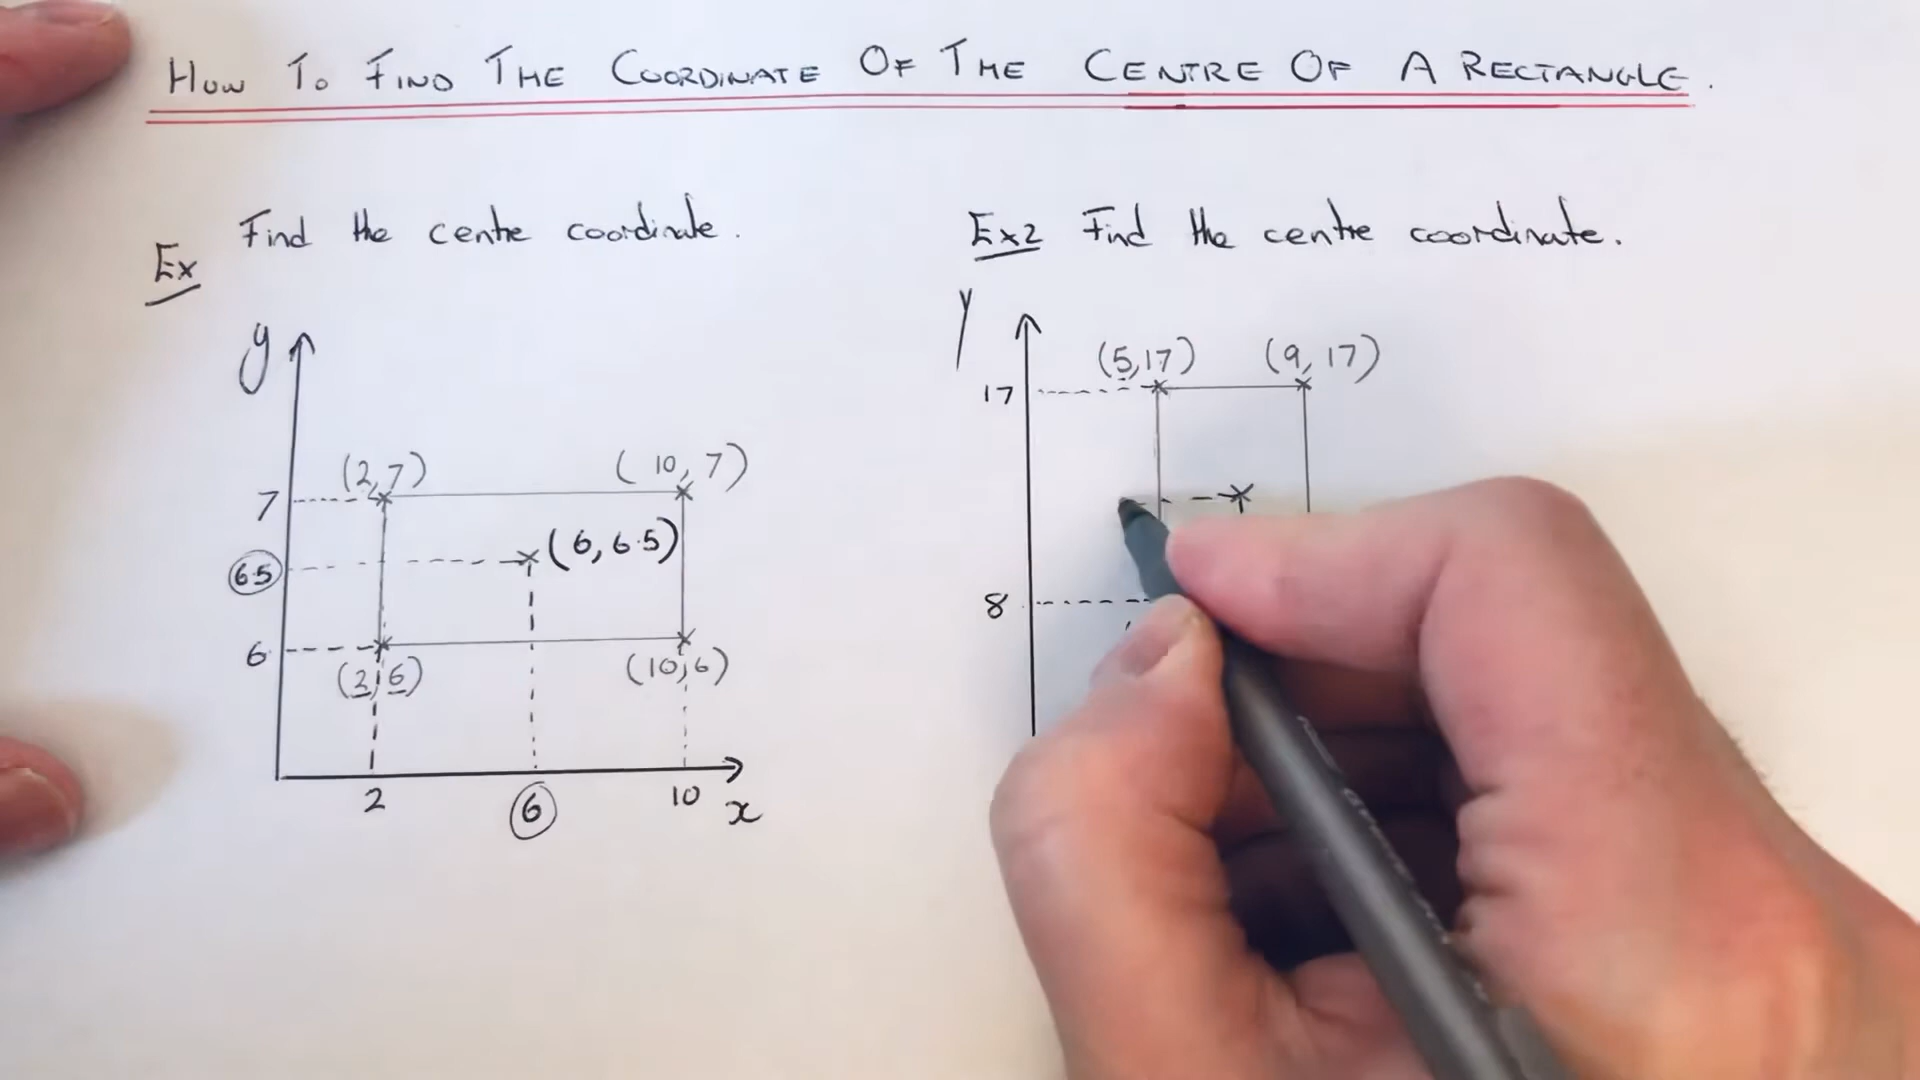 HOW TO FIND THE COORDINATE OF THE CENTRE OF A RECTANGLE.
Ex Find the centre coordinate.
y
(2,7) (10, 7)
7
(6, 6.5)
6.5
6
(2,6) (10,6)
2 6 10 x
Ex2 Find the centre coordinate.
y
(5,17) (9, 17)
17
8